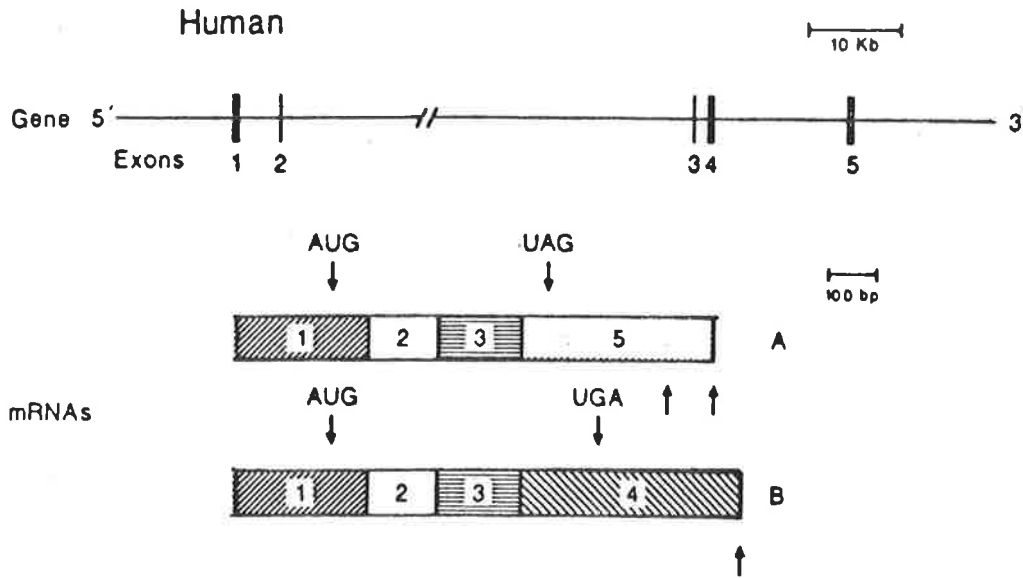 Human
10 Kb
Gene 5' 3
Exons 1 2 3 4 5
AUG UAG
100 bp
1 2 3 5 A
AUG UGA
mRNAs
1 2 3 4 B